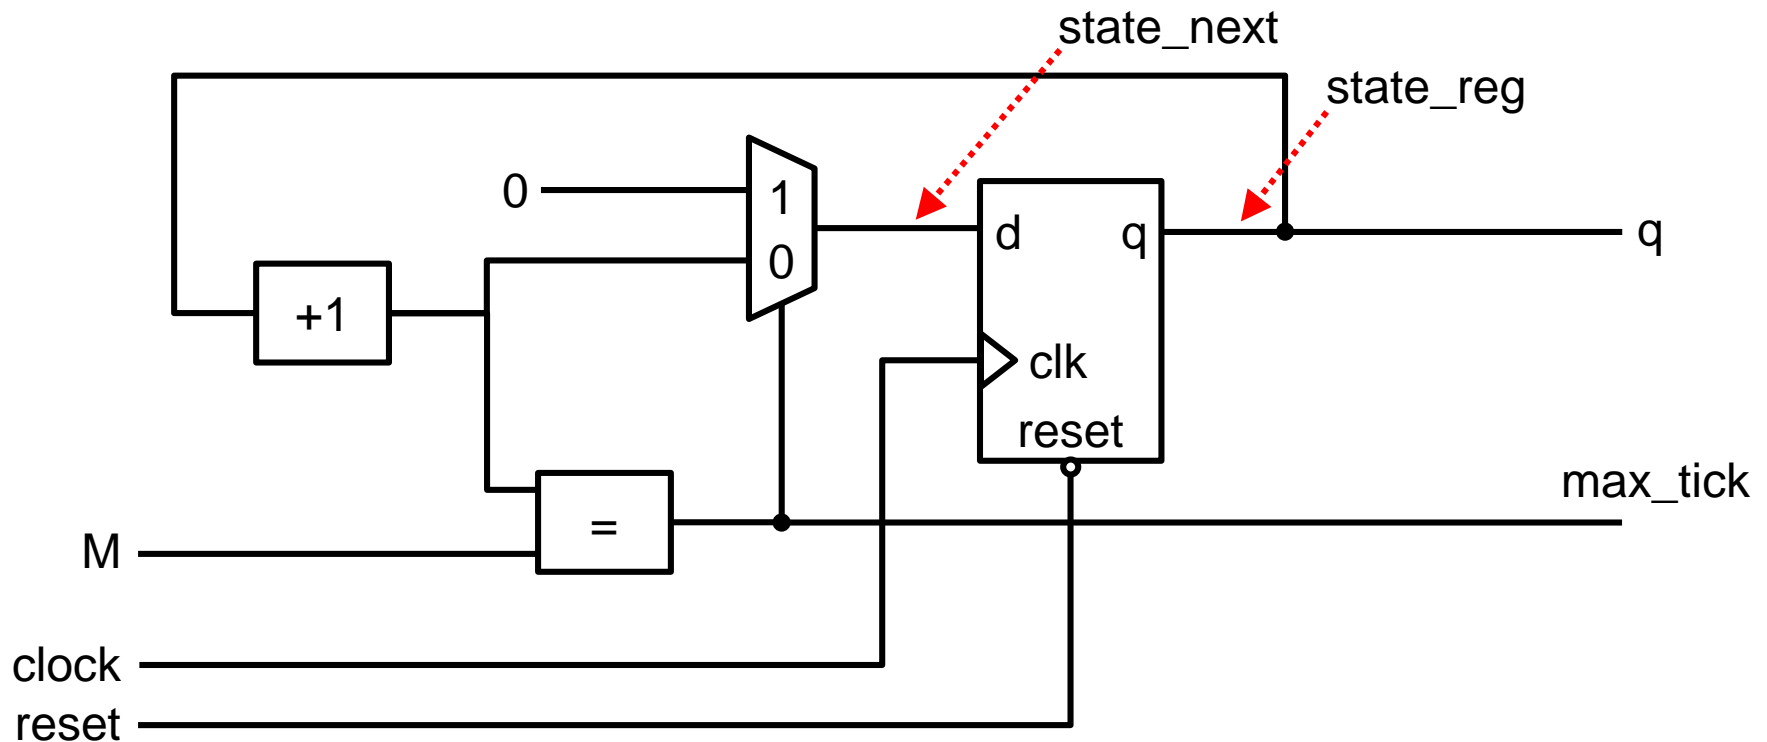 state_next
state_reg
0
1
0
d
q
q
+1
clk
reset
max_tick
=
M
clock
reset